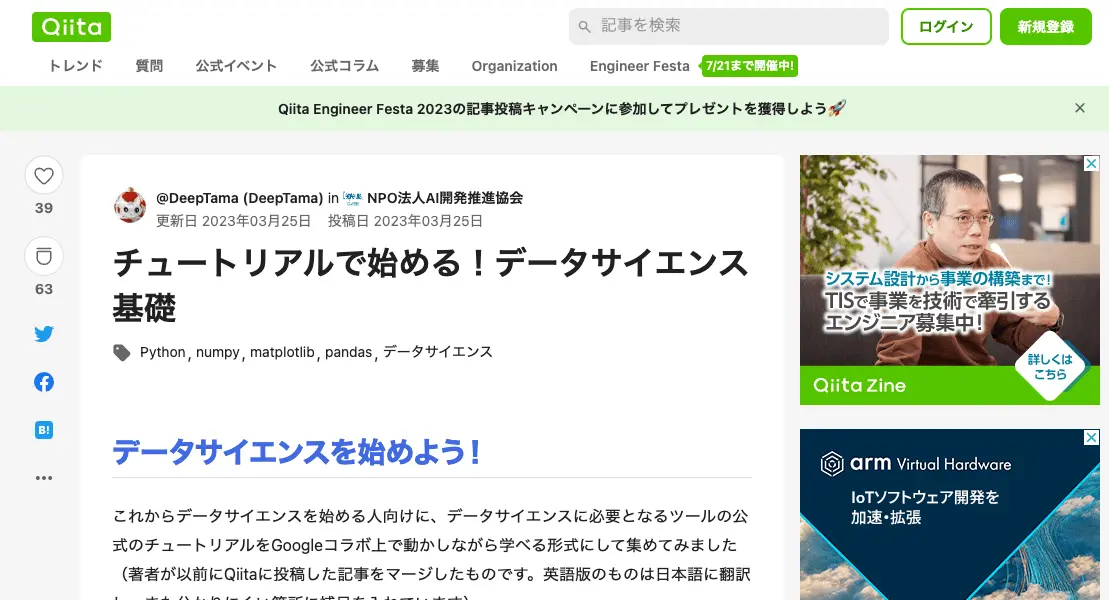 Qiita
記事を検索
ログイン
新規登録
トレンド 質問 公式イベント 公式コラム 募集 Organization Engineer Festa 7/21まで開催中!
Qiita Engineer Festa 2023の記事投稿キャンペーンに参加してプレゼントを獲得しよう🚀
39
63
B!
@DeepTama (DeepTama) in NPO法人AI開発推進協会
更新日 2023年03月25日 投稿日 2023年03月25日
チュートリアルで始める！データサイエンス
基礎
Python, numpy, matplotlib, pandas, データサイエンス
データサイエンスを始めよう！
これからデータサイエンスを始める人向けに、データサイエンスに必要となるツールの公
式のチュートリアルをGoogleコラボ上で動かしながら学べる形式にして集めてみました
（著者が以前にQiitaに投稿した記事をマージしたものです。英語版のものは日本語に翻訳
システム設計から事業の構築まで!
TISで事業を技術で牽引する
エンジニア募集中!
詳しくは
こちら
Qiita Zine
arm Virtual Hardware
IoTソフトウェア開発を
加速・拡張